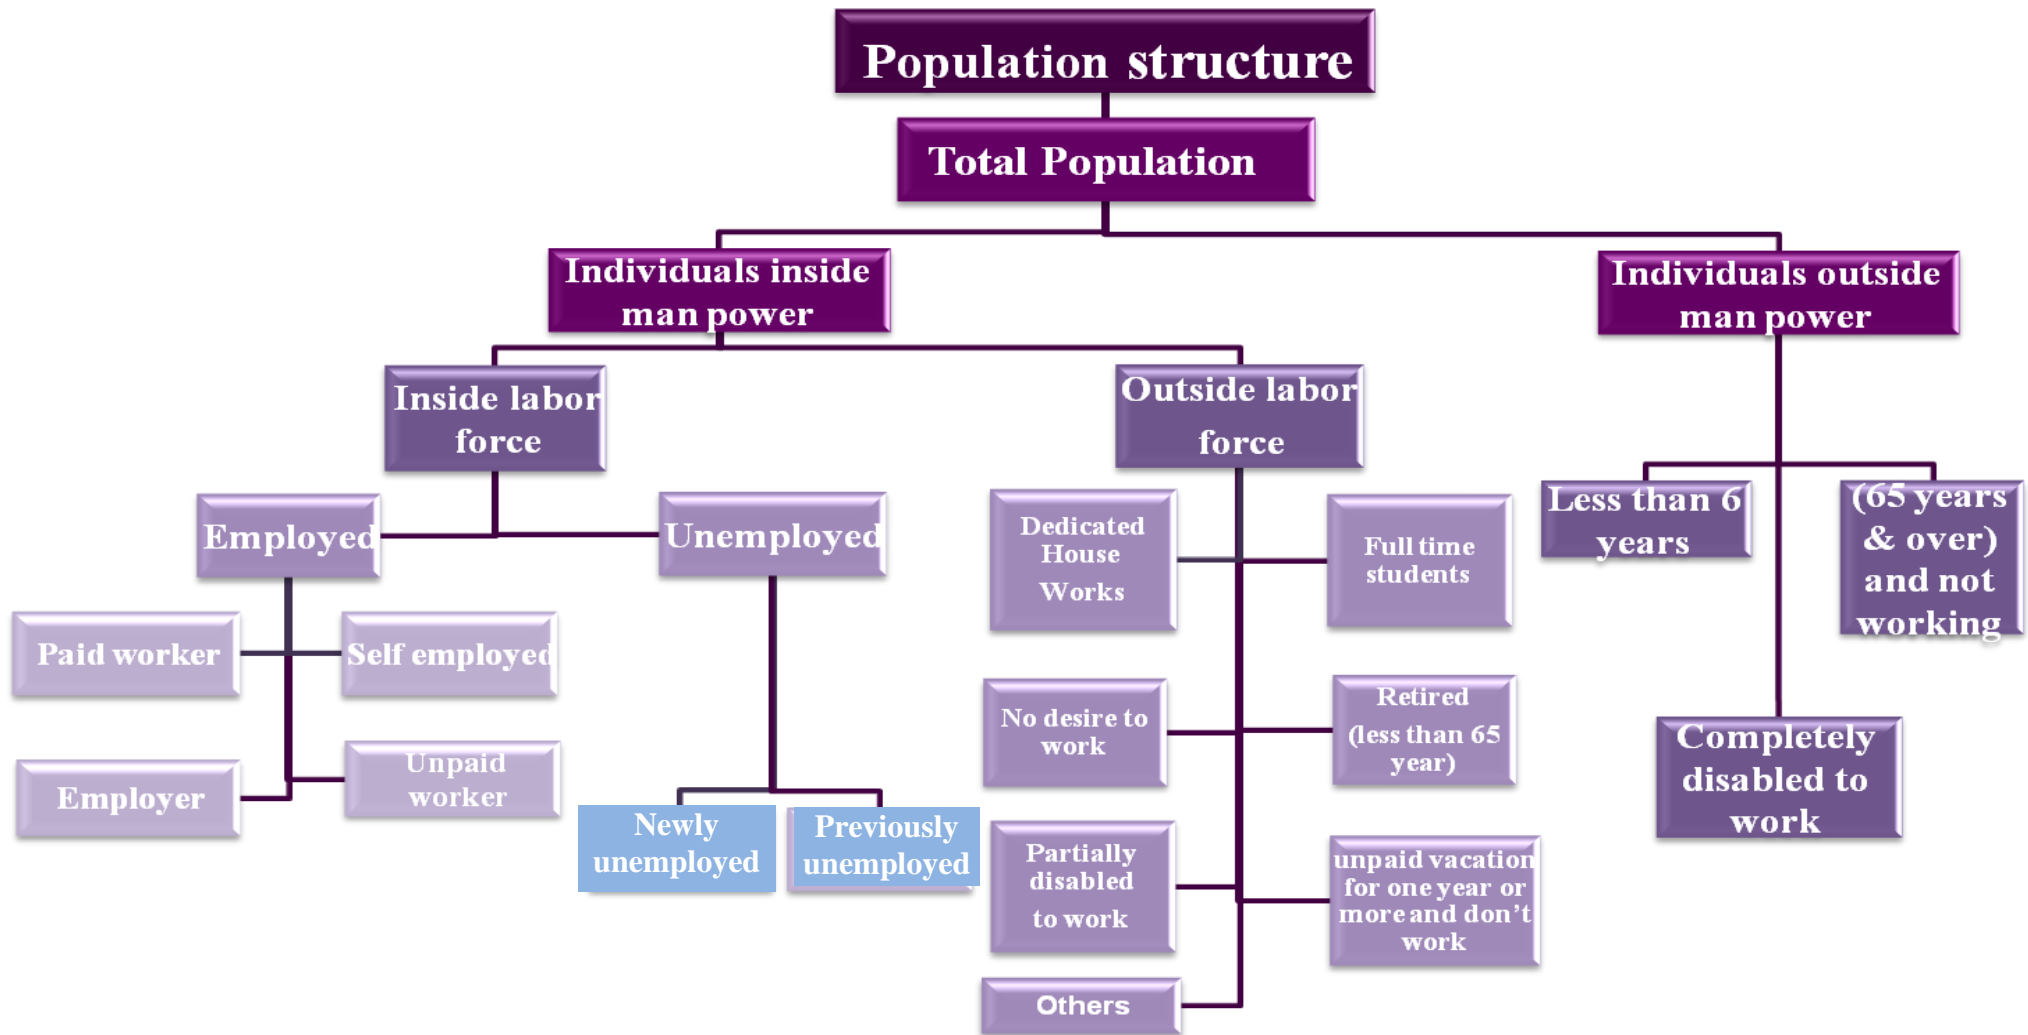 Population structure
Total Population
Individuals inside
man power
Individuals outside
man power
Inside labor
force
Outside labor
force
Less than 6
years
(65 years
& over)
and not
working
Completely
disabled to
work
Employed
Unemployed
Paid worker
Self employed
Employer
Unpaid
worker
Newly
unemployed
Previously
unemployed
Dedicated
House
Works
Full time
students
No desire to
work
Retired
(less than 65
year)
Partially
disabled
to work
unpaid vacation
for one year or
more and don't
work
Others